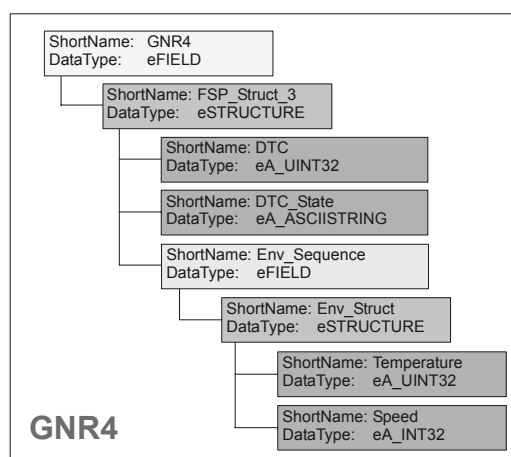 ShortName: GNR4
DataType: eFIELD
ShortName: FSP_Struct_3
DataType: eSTRUCTURE
ShortName: DTC
DataType: eA_UINT32
ShortName: DTC_State
DataType: eA_ASCIISTRING
ShortName: Env_Sequence
DataType: eFIELD
ShortName: Env_Struct
DataType: eSTRUCTURE
ShortName: Temperature
DataType: eA_UINT32
ShortName: Speed
DataType: eA_INT32
GNR4